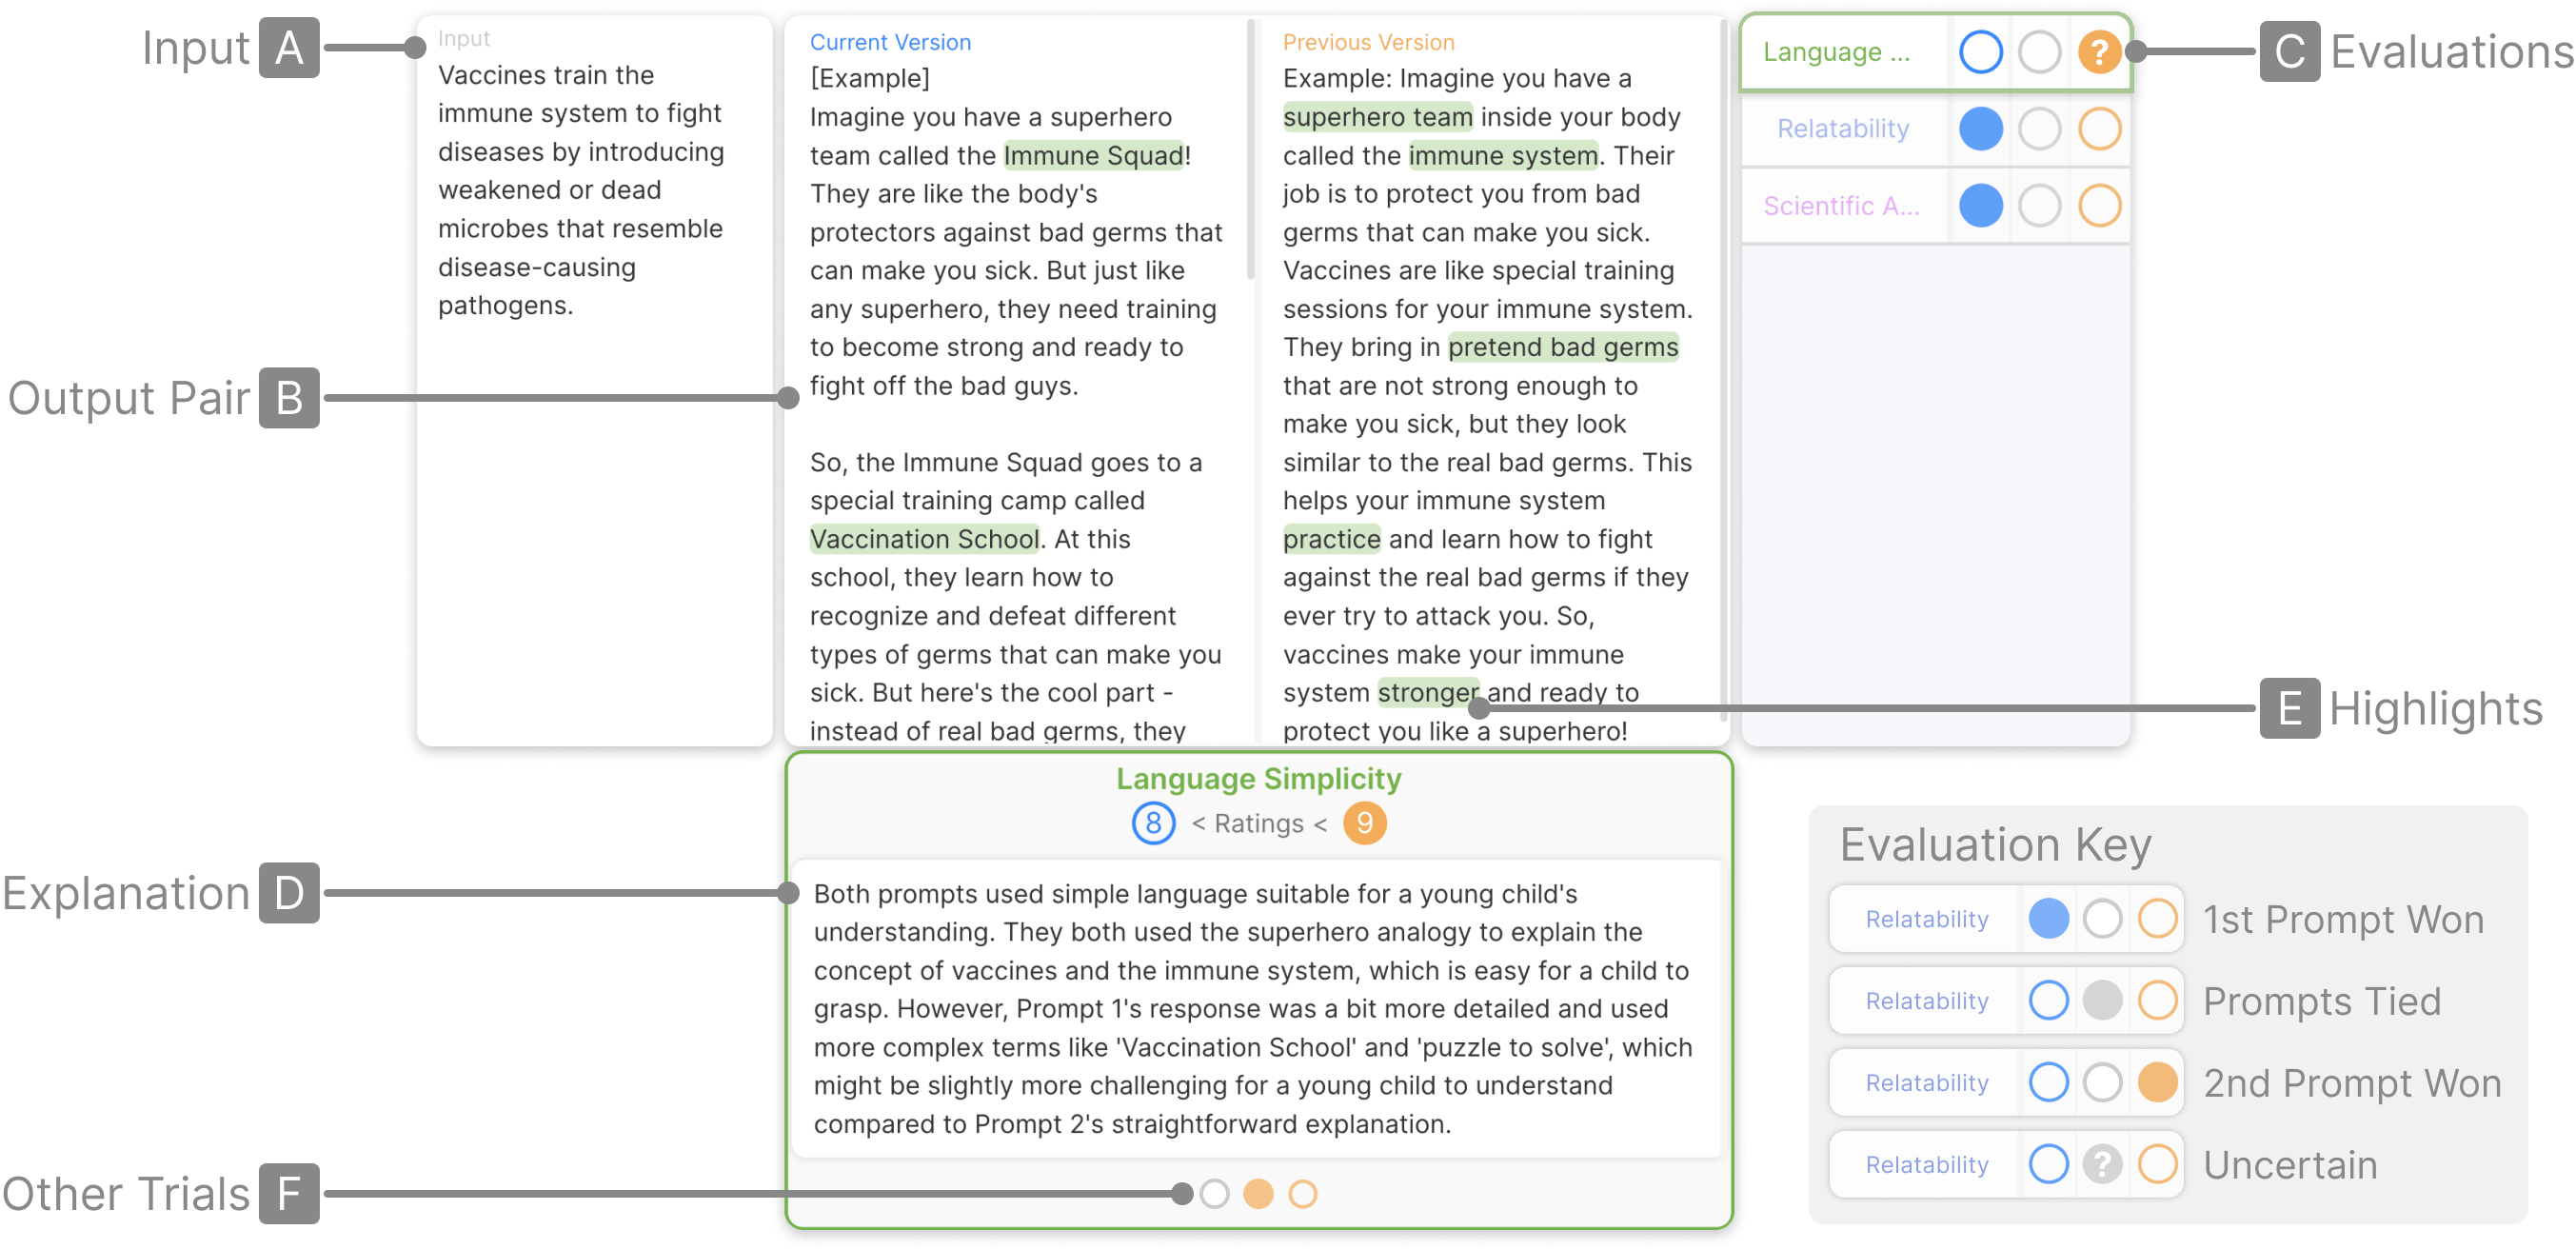 Input A
Input
Vaccines train the
immune system to fight
diseases by introducing
weakened or dead
microbes that resemble
disease-causing
pathogens.
Output Pair B
Current Version
[Example]
Imagine you have a superhero
team called the Immune Squad!
They are like the body's
protectors against bad germs that
can make you sick. But just like
any superhero, they need training
to become strong and ready to
fight off the bad guys.
So, the Immune Squad goes to a
special training camp called
Vaccination School. At this
school, they learn how to
recognize and defeat different
types of germs that can make you
sick. But here's the cool part -
instead of real bad germs, they
Previous Version
Example: Imagine you have a
superhero team inside your body
called the immune system. Their
job is to protect you from bad
germs that can make you sick.
Vaccines are like special training
sessions for your immune system.
They bring in pretend bad germs
that are not strong enough to
make you sick, but they look
similar to the real bad germs. This
helps your immune system
practice and learn how to fight
against the real bad germs if they
ever try to attack you. So,
vaccines make your immune
system stronger and ready to
protect you like a superhero!
Language ... ?
Relatability
Scientific A...
C Evaluations
E Highlights
Explanation D
Language Simplicity
8 < Ratings < 9
Both prompts used simple language suitable for a young child's
understanding. They both used the superhero analogy to explain the
concept of vaccines and the immune system, which is easy for a child to
grasp. However, Prompt 1's response was a bit more detailed and used
more complex terms like 'Vaccination School' and 'puzzle to solve', which
might be slightly more challenging for a young child to understand
compared to Prompt 2's straightforward explanation.
Other Trials F
Evaluation Key
Relatability 1st Prompt Won
Relatability Prompts Tied
Relatability 2nd Prompt Won
Relatability ? Uncertain